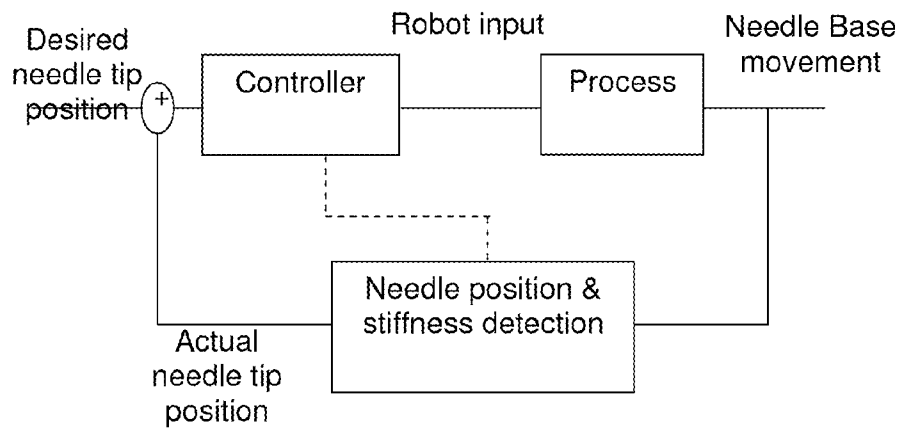 Desired
needle tip
position
+
Controller
Robot input
Process
Needle Base
movement
Needle position &
stiffness detection
Actual
needle tip
position